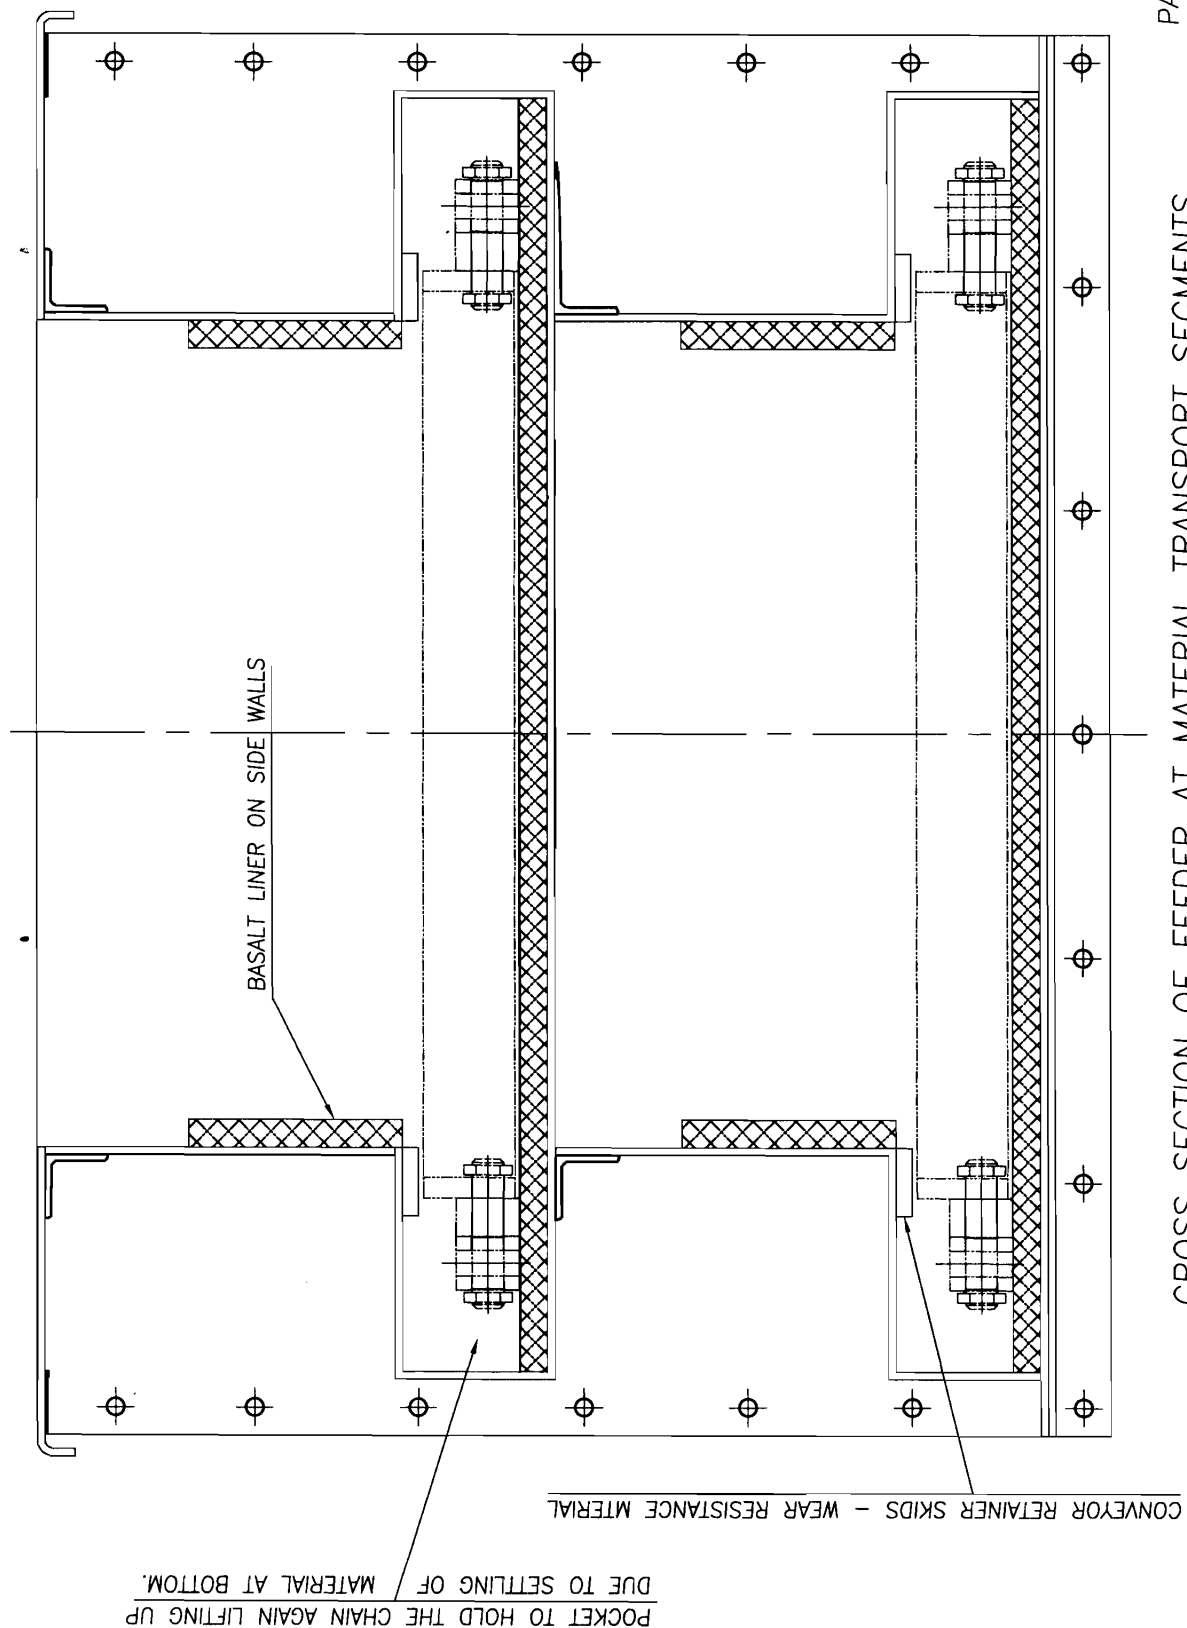 BASALT LINER ON SIDE WALLS
CONVEYOR RETAINER SKIDS - WEAR RESISTANCE MTERIAL
POCKET TO HOLD THE CHAIN AGAIN LIFTING UP
DUE TO SETTLING OF MATERIAL AT BOTTOM.
CROSS SECTION OF FEEDER AT MATERIAL TRANSPORT SEGMENTS
PA